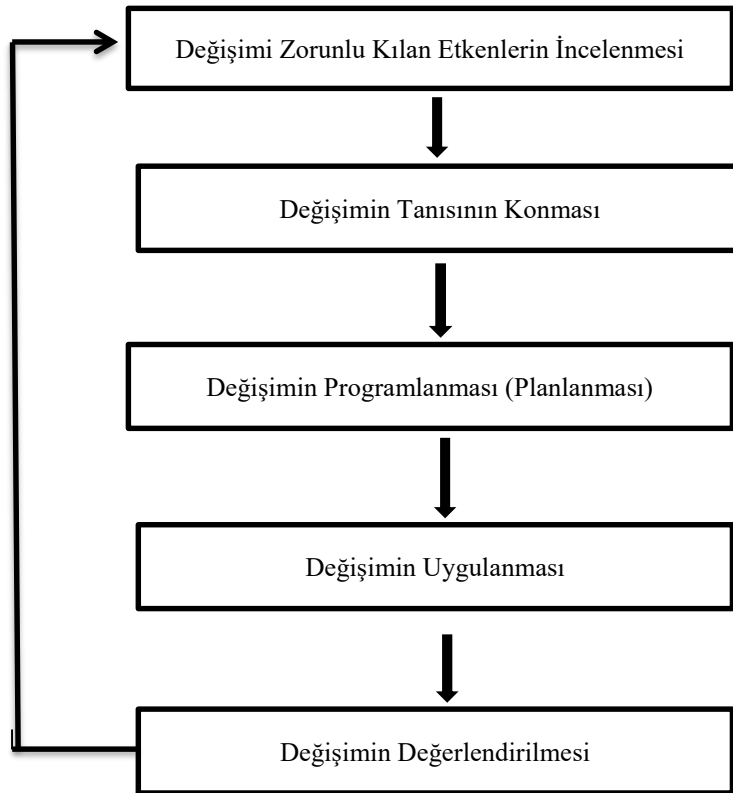 Değişimi Zorunlu Kılan Etkenlerin İncelenmesi
Değişimin Tanısının Konması
Değişimin Programlanması (Planlanması)
Değişimin Uygulanması
Değişimin Değerlendirilmesi